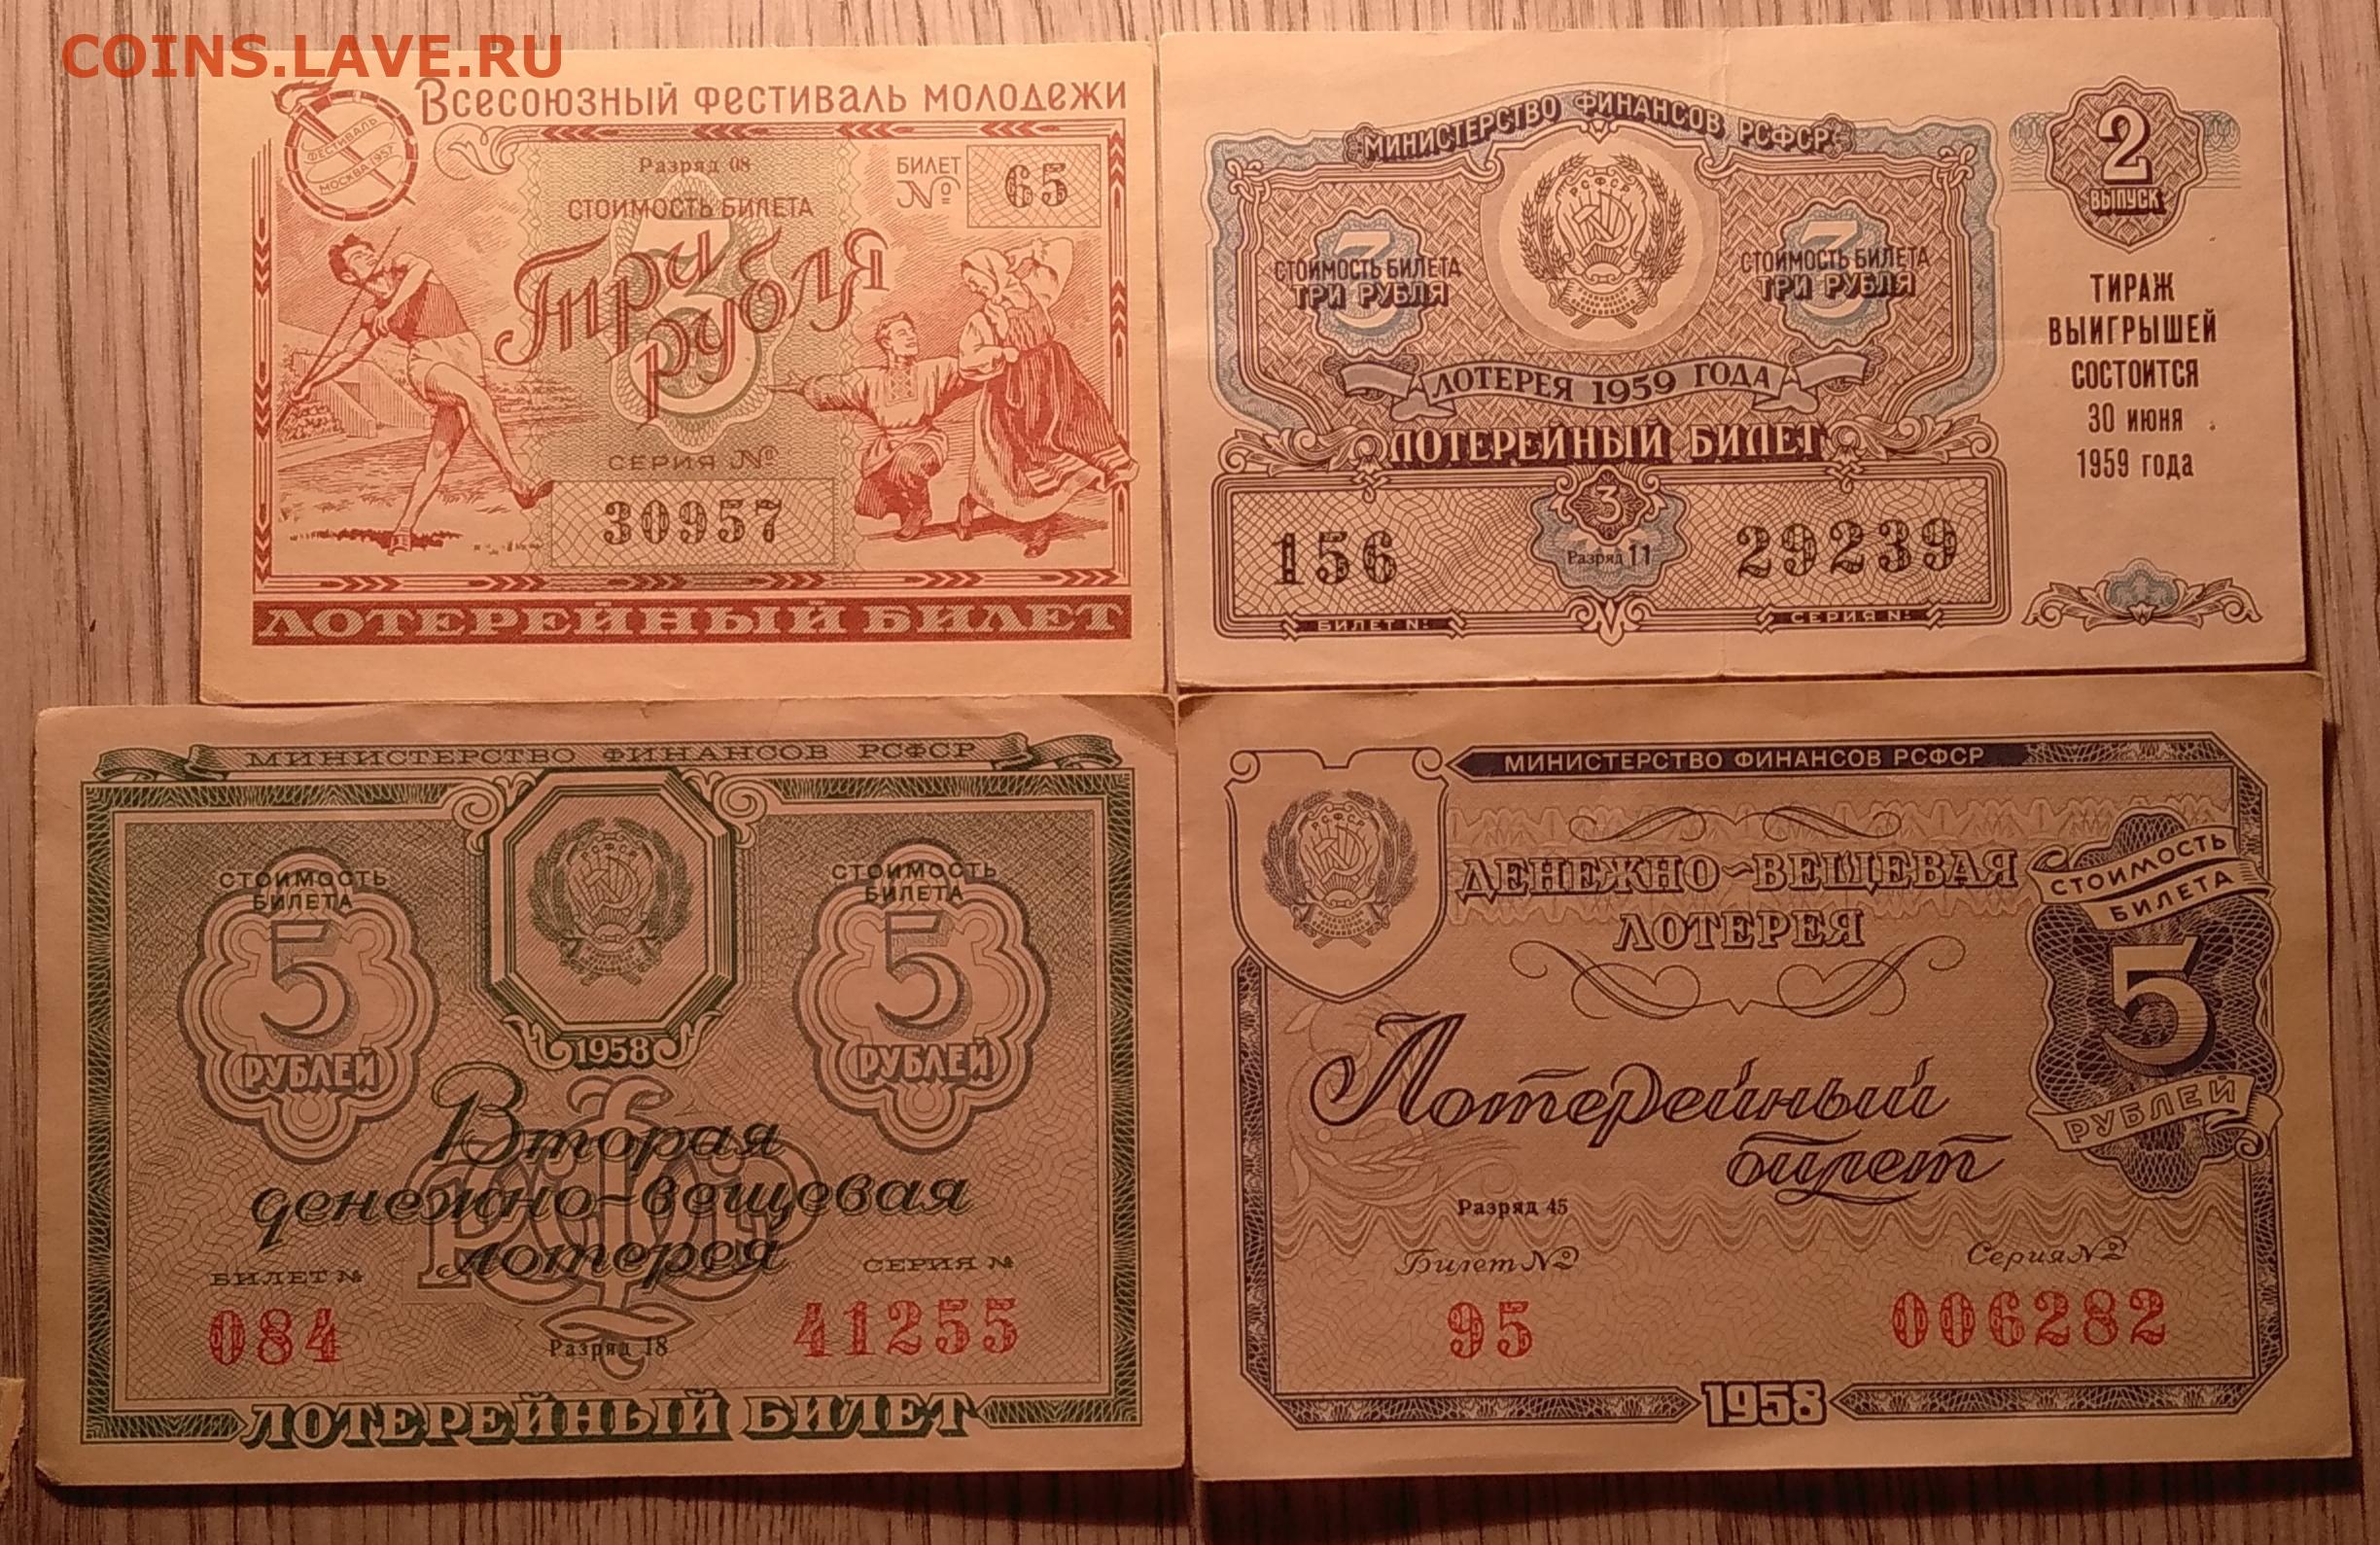 COINS.LAVE.RU
Всесоюзный фестиваль молодежи
ФЕСТИВАЛЬ
МОСКВА 1957
Разряд 08
СТОИМОСТЬ БИЛЕТА
3
Три рубля
БИЛЕТ
№
65
СЕРИЯ №
30957
ЛОТЕРЕЙНЫЙ БИЛЕТ
МИНИСТЕРСТВО ФИНАНСОВ РСФСР
РСФСР
3
СТОИМОСТЬ БИЛЕТА
ТРИ РУБЛЯ
3
СТОИМОСТЬ БИЛЕТА
ТРИ РУБЛЯ
ЛОТЕРЕЯ 1959 ГОДА
ЛОТЕРЕЙНЫЙ БИЛЕТ
3
Разряд 11
156
29239
БИЛЕТ №:
СЕРИЯ №:
2
ВЫПУСК
ТИРАЖ
ВЫИГРЫШЕЙ
СОСТОИТСЯ
30 июня
1959 года
МИНИСТЕРСТВО ФИНАНСОВ РСФСР
СТОИМОСТЬ
БИЛЕТА
5
РУБЛЕЙ
РСФСР
1958
СТОИМОСТЬ
БИЛЕТА
5
РУБЛЕЙ
Вторая
денежно-вещевая
лотерея
РСФСР
БИЛЕТ №
СЕРИЯ №
084
41255
Разряд 18
ЛОТЕРЕЙНЫЙ БИЛЕТ
МИНИСТЕРСТВО ФИНАНСОВ РСФСР
РСФСР
ДЕНЕЖНО-ВЕЩЕВАЯ
ЛОТЕРЕЯ
СТОИМОСТЬ
БИЛЕТА
5
РУБЛЕЙ
Лотерейный
билет
Разряд 45
Билет №
Серия №
95
006282
1958